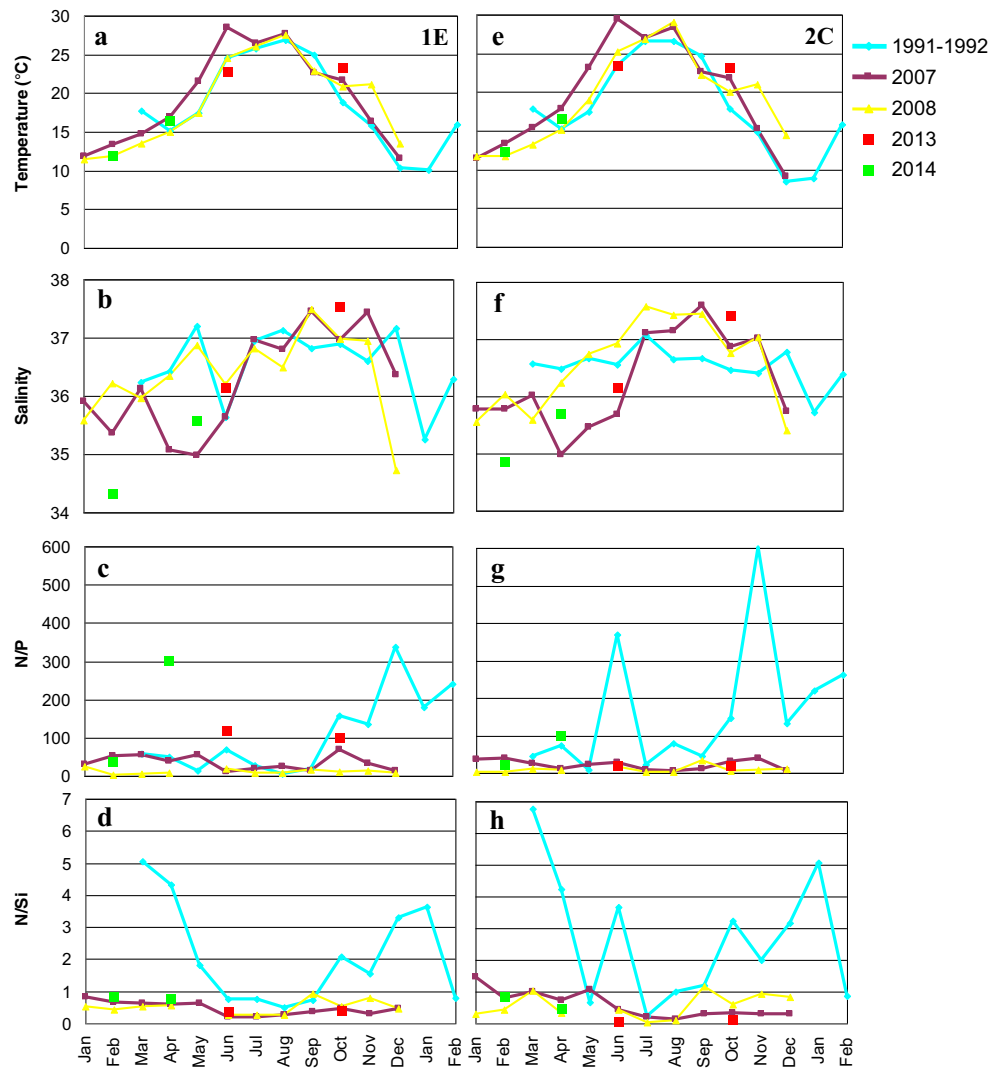 30
25
20
15
10
5
0
Temperature (°C)
a
1E
e
2C
1991-1992
2007
2008
2013
2014
38
37
36
35
34
Salinity
b
f
600
500
400
300
200
100
0
N/P
c
g
7
6
5
4
3
2
1
0
N/Si
d
h
Jan
Feb
Mar
Apr
May
Jun
Jul
Aug
Sep
Oct
Nov
Dec
Jan
Feb
Jan
Feb
Mar
Apr
May
Jun
Jul
Aug
Sep
Oct
Nov
Dec
Jan
Feb